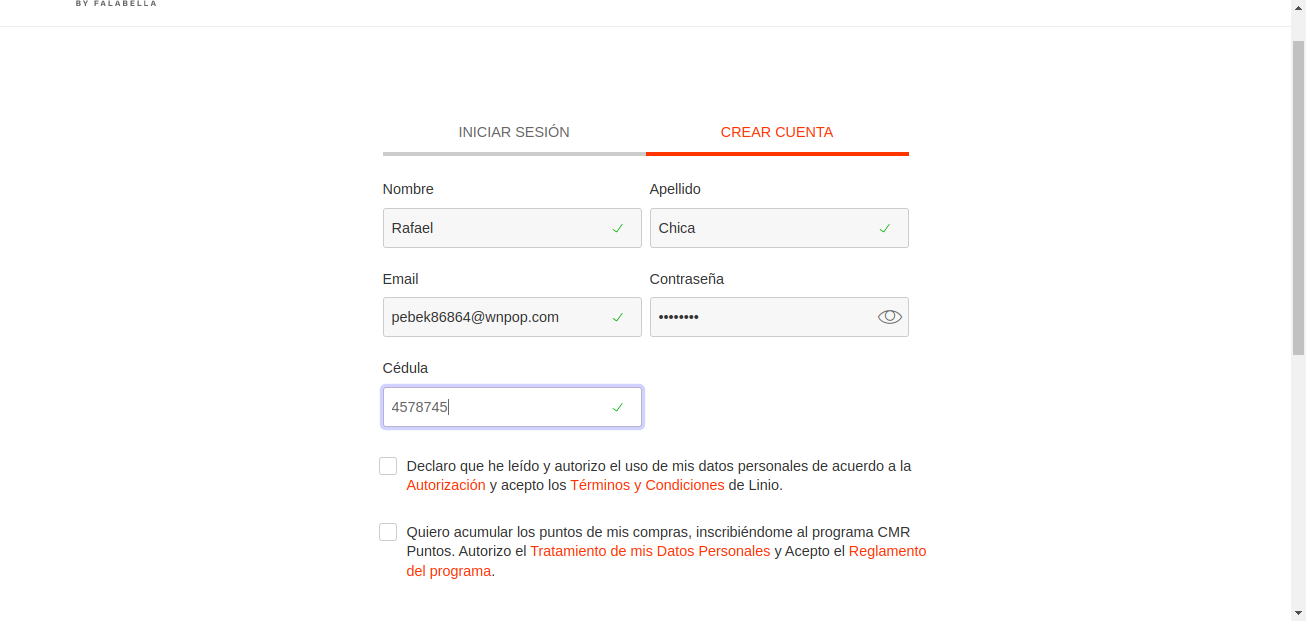 BY FALABELLA
INICIAR SESIÓN
CREAR CUENTA
Nombre
Apellido
Rafael
Chica
Email
Contraseña
pebek86864@wnpop.com
••••••••
Cédula
4578745
Declaro que he leído y autorizo el uso de mis datos personales de acuerdo a la
Autorización y acepto los Términos y Condiciones de Linio.
Quiero acumular los puntos de mis compras, inscribiéndome al programa CMR
Puntos. Autorizo el Tratamiento de mis Datos Personales y Acepto el Reglamento
del programa.